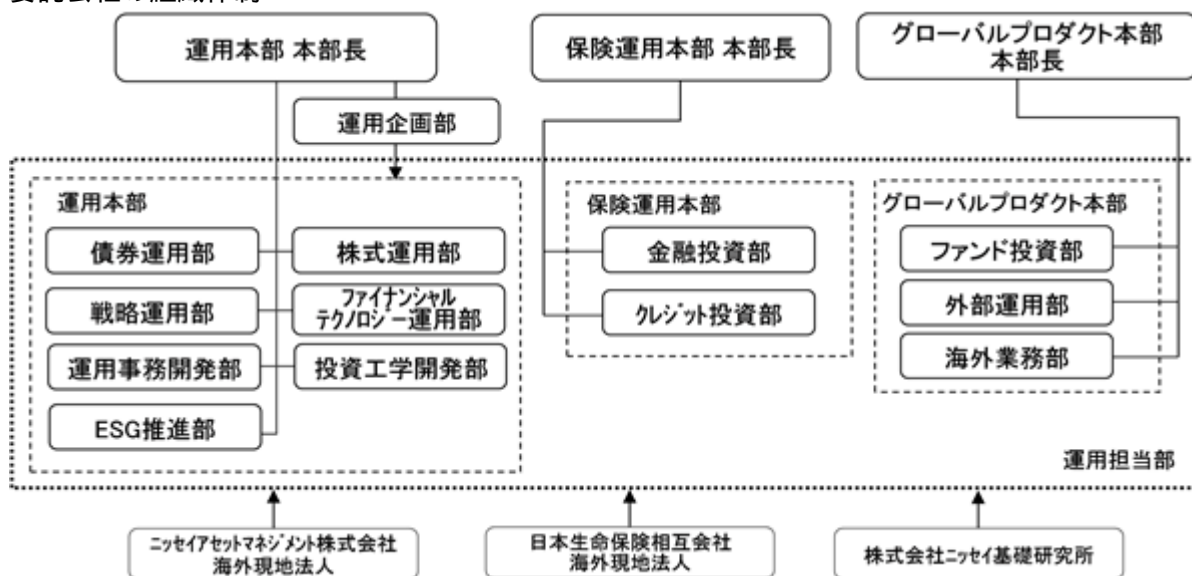 運用本部 本部長
保険運用本部 本部長
グローバルプロダクト本部
本部長
運用企画部
運用本部
債券運用部
株式運用部
戦略運用部
ファイナンシャル
テクノロジー運用部
運用事務開発部
投資工学開発部
ESG推進部
保険運用本部
金融投資部
クレジット投資部
グローバルプロダクト本部
ファンド投資部
外部運用部
海外業務部
運用担当部
ニッセイアセットマネジメント株式会社
海外現地法人
日本生命保険相互会社
海外現地法人
株式会社ニッセイ基礎研究所